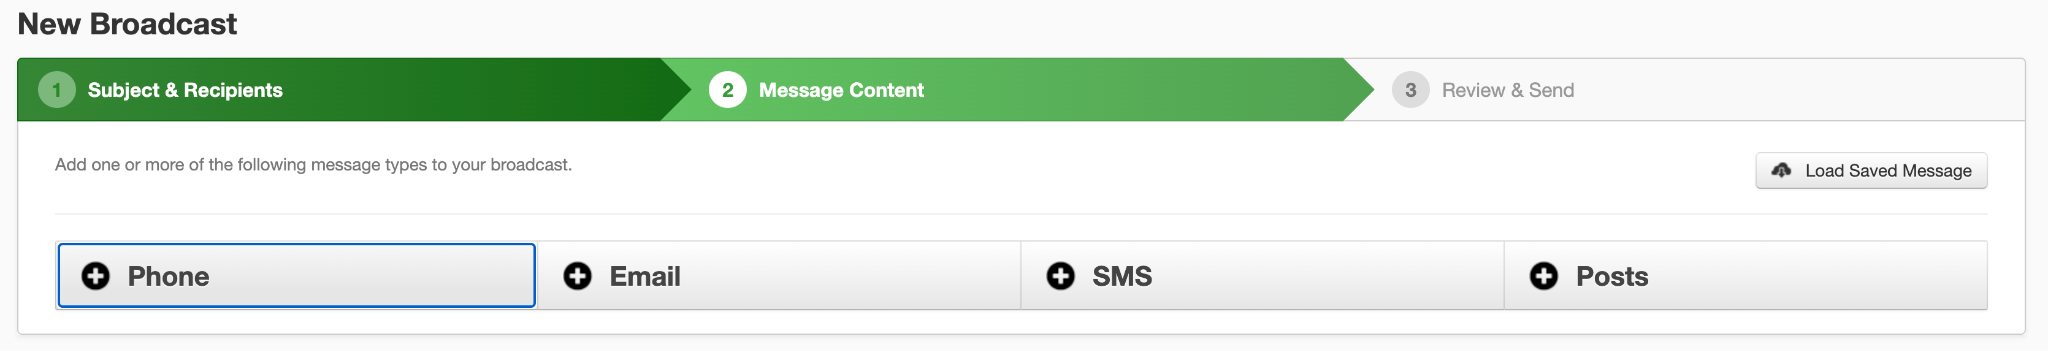 New Broadcast
1 Subject & Recipients
2 Message Content
3 Review & Send
Add one or more of the following message types to your broadcast.
Load Saved Message
Phone
Email
SMS
Posts